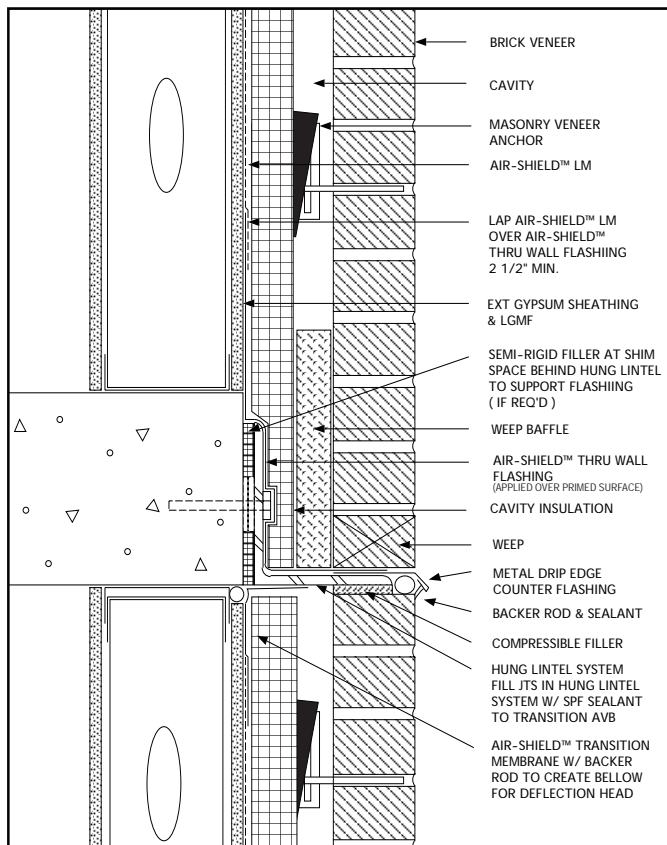 BRICK VENEER
CAVITY
MASONRY VENEER
ANCHOR
AIR-SHIELD™ LM
LAP AIR-SHIELD™ LM
OVER AIR-SHIELD™
THRU WALL FLASHING
2 1/2" MIN.
EXT GYPSUM SHEATHING
& LGMF
SEMI-RIGID FILLER AT SHIM
SPACE BEHIND HUNG LINTEL
TO SUPPORT FLASHIING
( IF REQ'D )
WEEP BAFFLE
AIR-SHIELD™ THRU WALL
FLASHING
(APPLIED OVER PRIMED SURFACE)
CAVITY INSULATION
WEEP
METAL DRIP EDGE
COUNTER FLASHING
BACKER ROD & SEALANT
COMPRESSIBLE FILLER
HUNG LINTEL SYSTEM
FILL JTS IN HUNG LINTEL
SYSTEM W/ SPF SEALANT
TO TRANSITION AVB
AIR-SHIELD™ TRANSITION
MEMBRANE W/ BACKER
ROD TO CREATE BELLOW
FOR DEFLECTION HEAD